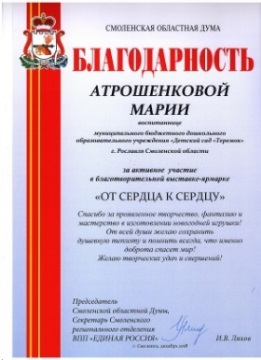 СМОЛЕНСКАЯ ОБЛАСТНАЯ ДУМА
БЛАГОДАРНОСТЬ
АТРОШЕНКОВОЙ
МАРИИ
воспитаннице
муниципального бюджетного дошкольного
образовательного учреждения «Детский сад «Теремок»
г. Рославля Смоленской области
за активное участие
в благотворительной выставке-ярмарке
«ОТ СЕРДЦА К СЕРДЦУ»
Спасибо за проявленное творчество, фантазию и
мастерство в изготовлении новогодней игрушки!
От всей души желаю сохранить
душевную теплоту и помнить всегда, что именно
доброта спасет мир!
Желаю творческих удач и свершений!
Председатель
Смоленской областной Думы,
Секретарь Смоленского
регионального отделения
ВПП «ЕДИНАЯ РОССИЯ»
И.В. Ляхов
г. Смоленск, декабрь 2018